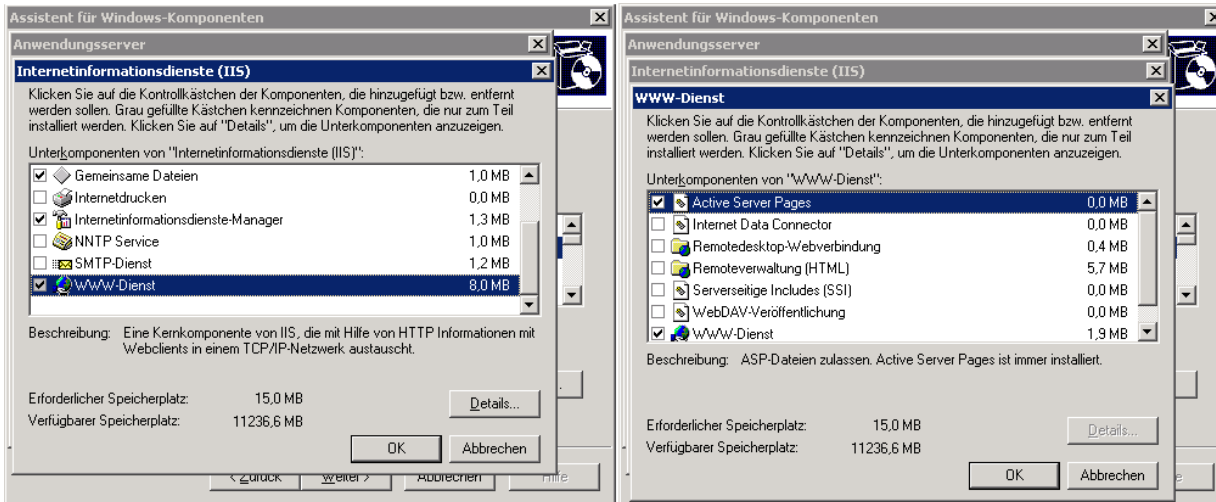 Assistent für Windows-Komponenten
Anwendungsserver
Internetinformationsdienste (IIS)
Klicken Sie auf die Kontrollkästchen der Komponenten, die hinzugefügt bzw. entfernt
werden sollen. Grau gefüllte Kästchen kennzeichnen Komponenten, die nur zum Teil
installiert werden. Klicken Sie auf "Details", um die Unterkomponenten anzuzeigen.
Unterkomponenten von "Internetinformationsdienste (IIS)":
Gemeinsame Dateien 1,0 MB
Internetdrucken 0,0 MB
Internetinformationsdienste-Manager 1,3 MB
NNTP Service 1,0 MB
SMTP-Dienst 1,2 MB
WWW-Dienst 8,0 MB
Beschreibung: Eine Kernkomponente von IIS, die mit Hilfe von HTTP Informationen mit
Webclients in einem TCP/IP-Netzwerk austauscht.
Erforderlicher Speicherplatz: 15,0 MB
Verfügbarer Speicherplatz: 11236,6 MB
Details...
OK Abbrechen
< Zurück Weiter > Abbrechen Hilfe
Assistent für Windows-Komponenten
Anwendungsserver
Internetinformationsdienste (IIS)
WWW-Dienst
Klicken Sie auf die Kontrollkästchen der Komponenten, die hinzugefügt bzw. entfernt
werden sollen. Grau gefüllte Kästchen kennzeichnen Komponenten, die nur zum Teil
installiert werden. Klicken Sie auf "Details", um die Unterkomponenten anzuzeigen.
Unterkomponenten von "WWW-Dienst":
Active Server Pages 0,0 MB
Internet Data Connector 0,0 MB
Remotedesktop-Webverbindung 0,4 MB
Remoteverwaltung (HTML) 5,7 MB
Serverseitige Includes (SSI) 0,0 MB
WebDAV-Veröffentlichung 0,0 MB
WWW-Dienst 1,9 MB
Beschreibung: ASP-Dateien zulassen. Active Server Pages ist immer installiert.
Erforderlicher Speicherplatz: 15,0 MB
Verfügbarer Speicherplatz: 11236,6 MB
Details...
OK Abbrechen